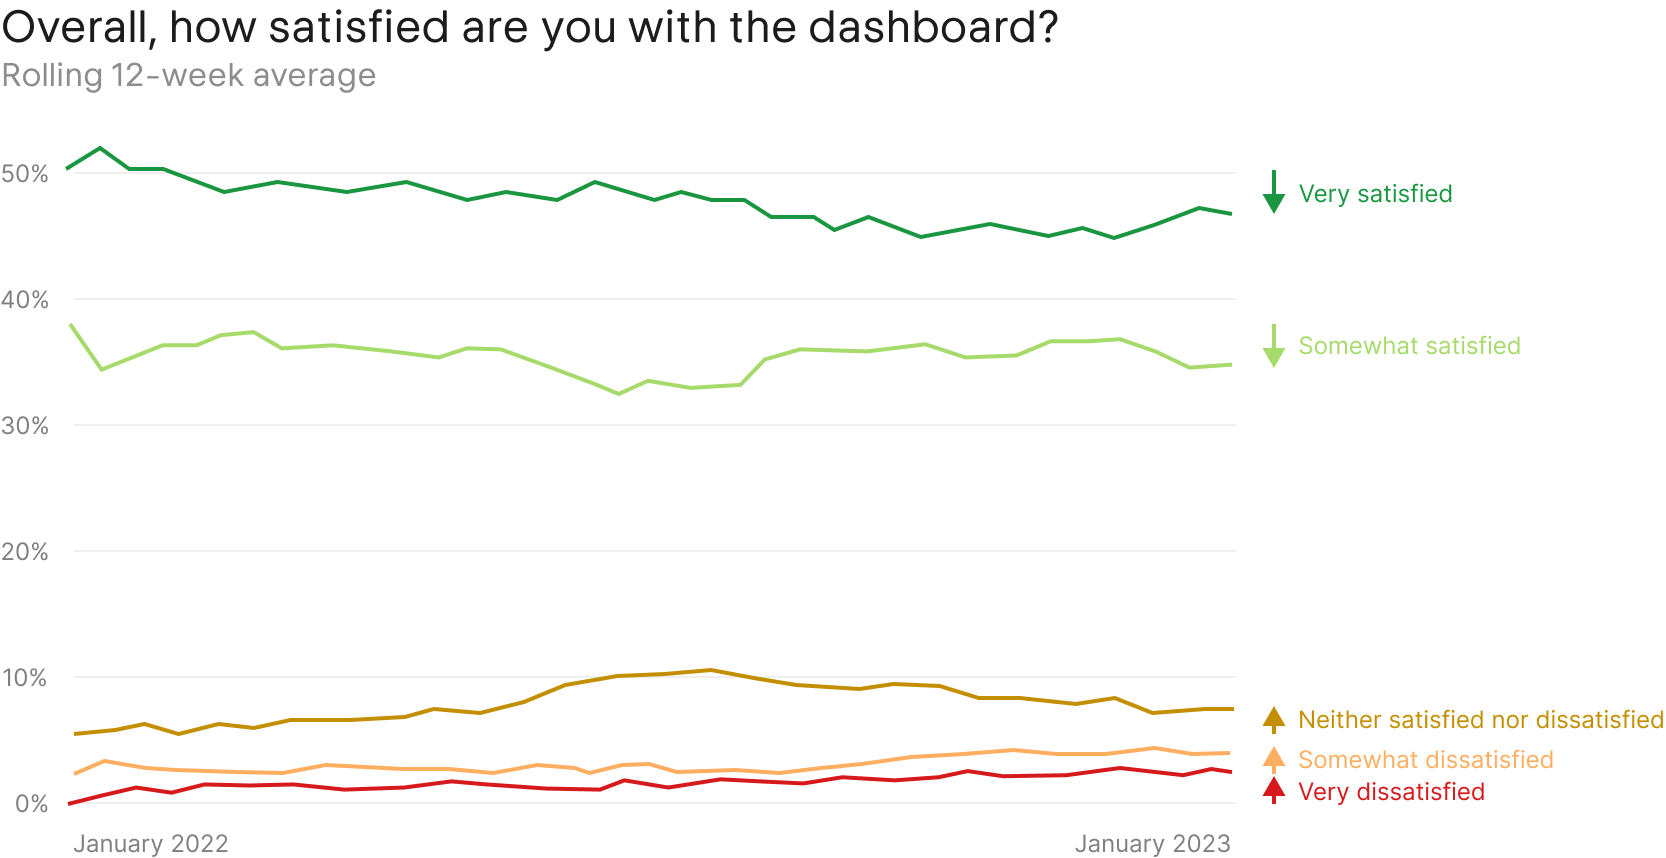 Overall, how satisfied are you with the dashboard?
Rolling 12-week average
50%
Very satisfied
40%
Somewhat satisfied
30%
20%
10%
Neither satisfied nor dissatisfied
Somewhat dissatisfied
Very dissatisfied
0%
January 2022
January 2023